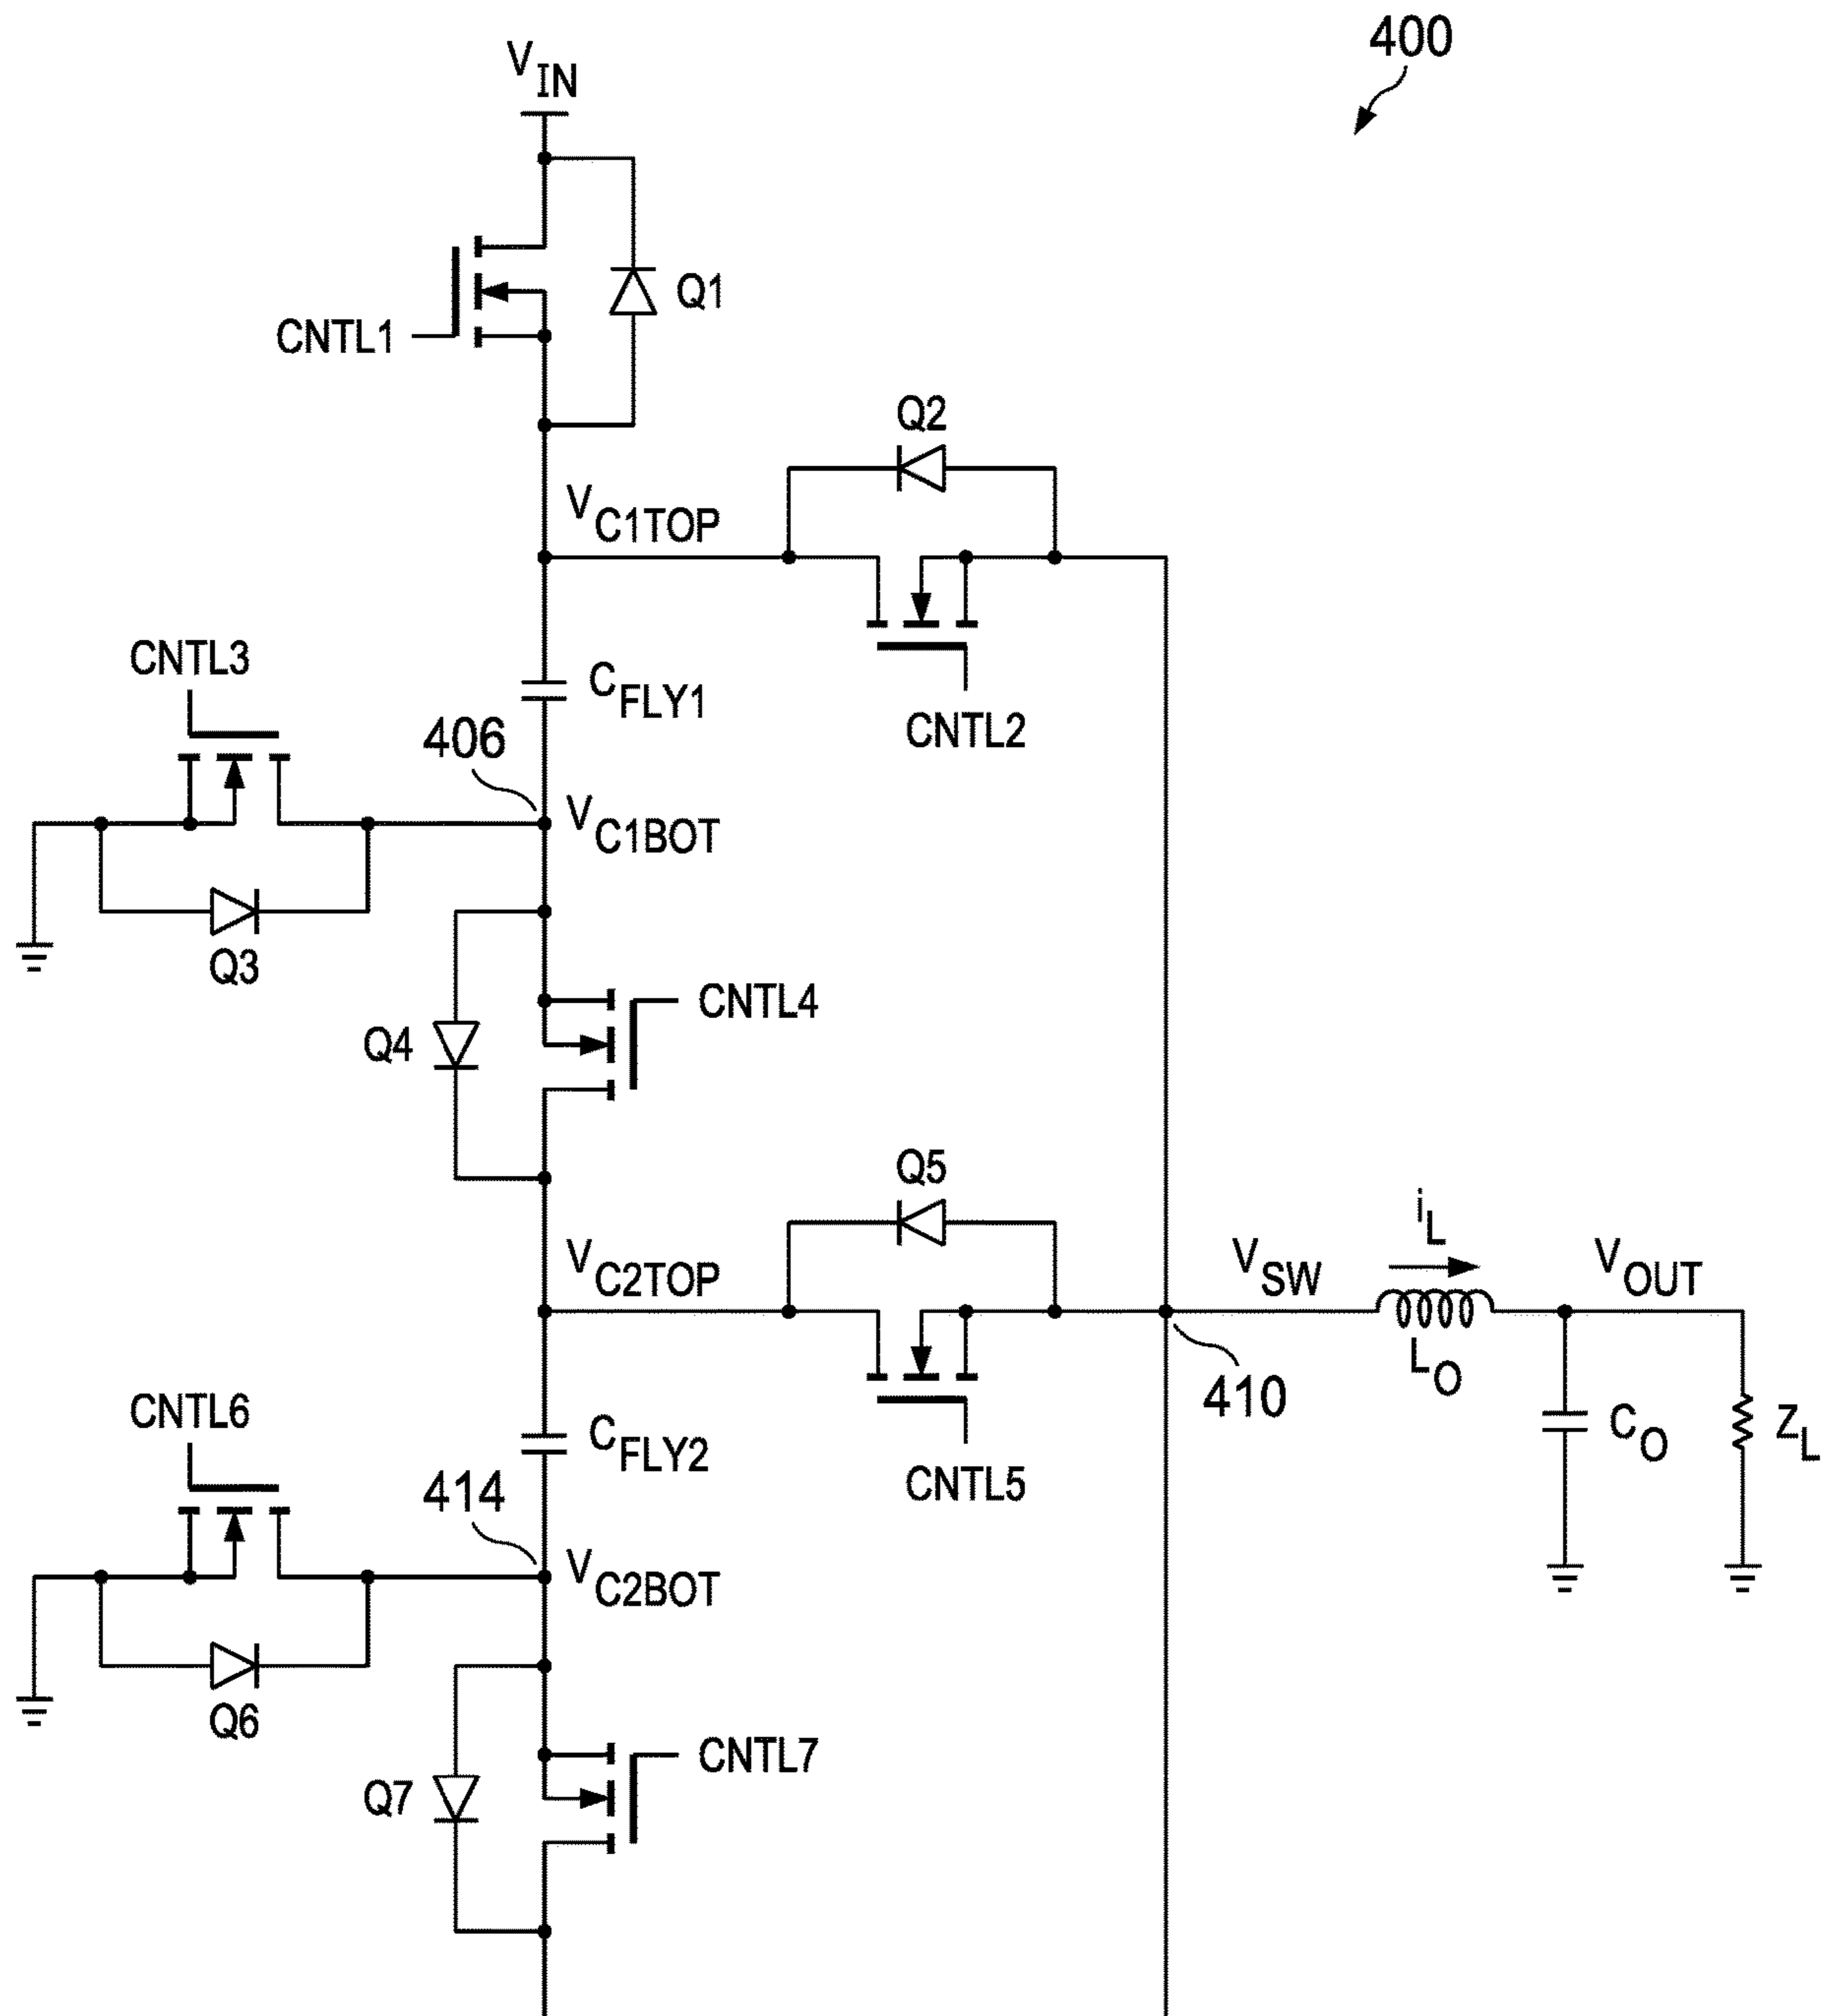 400
VIN
Q1
CNTL1
Q2
VC1TOP
CNTL3
CFLY1
CNTL2
406
VC1BOT
Q3
CNTL4
Q4
Q5
iL
VC2TOP
VSW
VOUT
LO
410
CNTL6
CFLY2
CO
ZL
CNTL5
414
VC2BOT
Q6
CNTL7
Q7